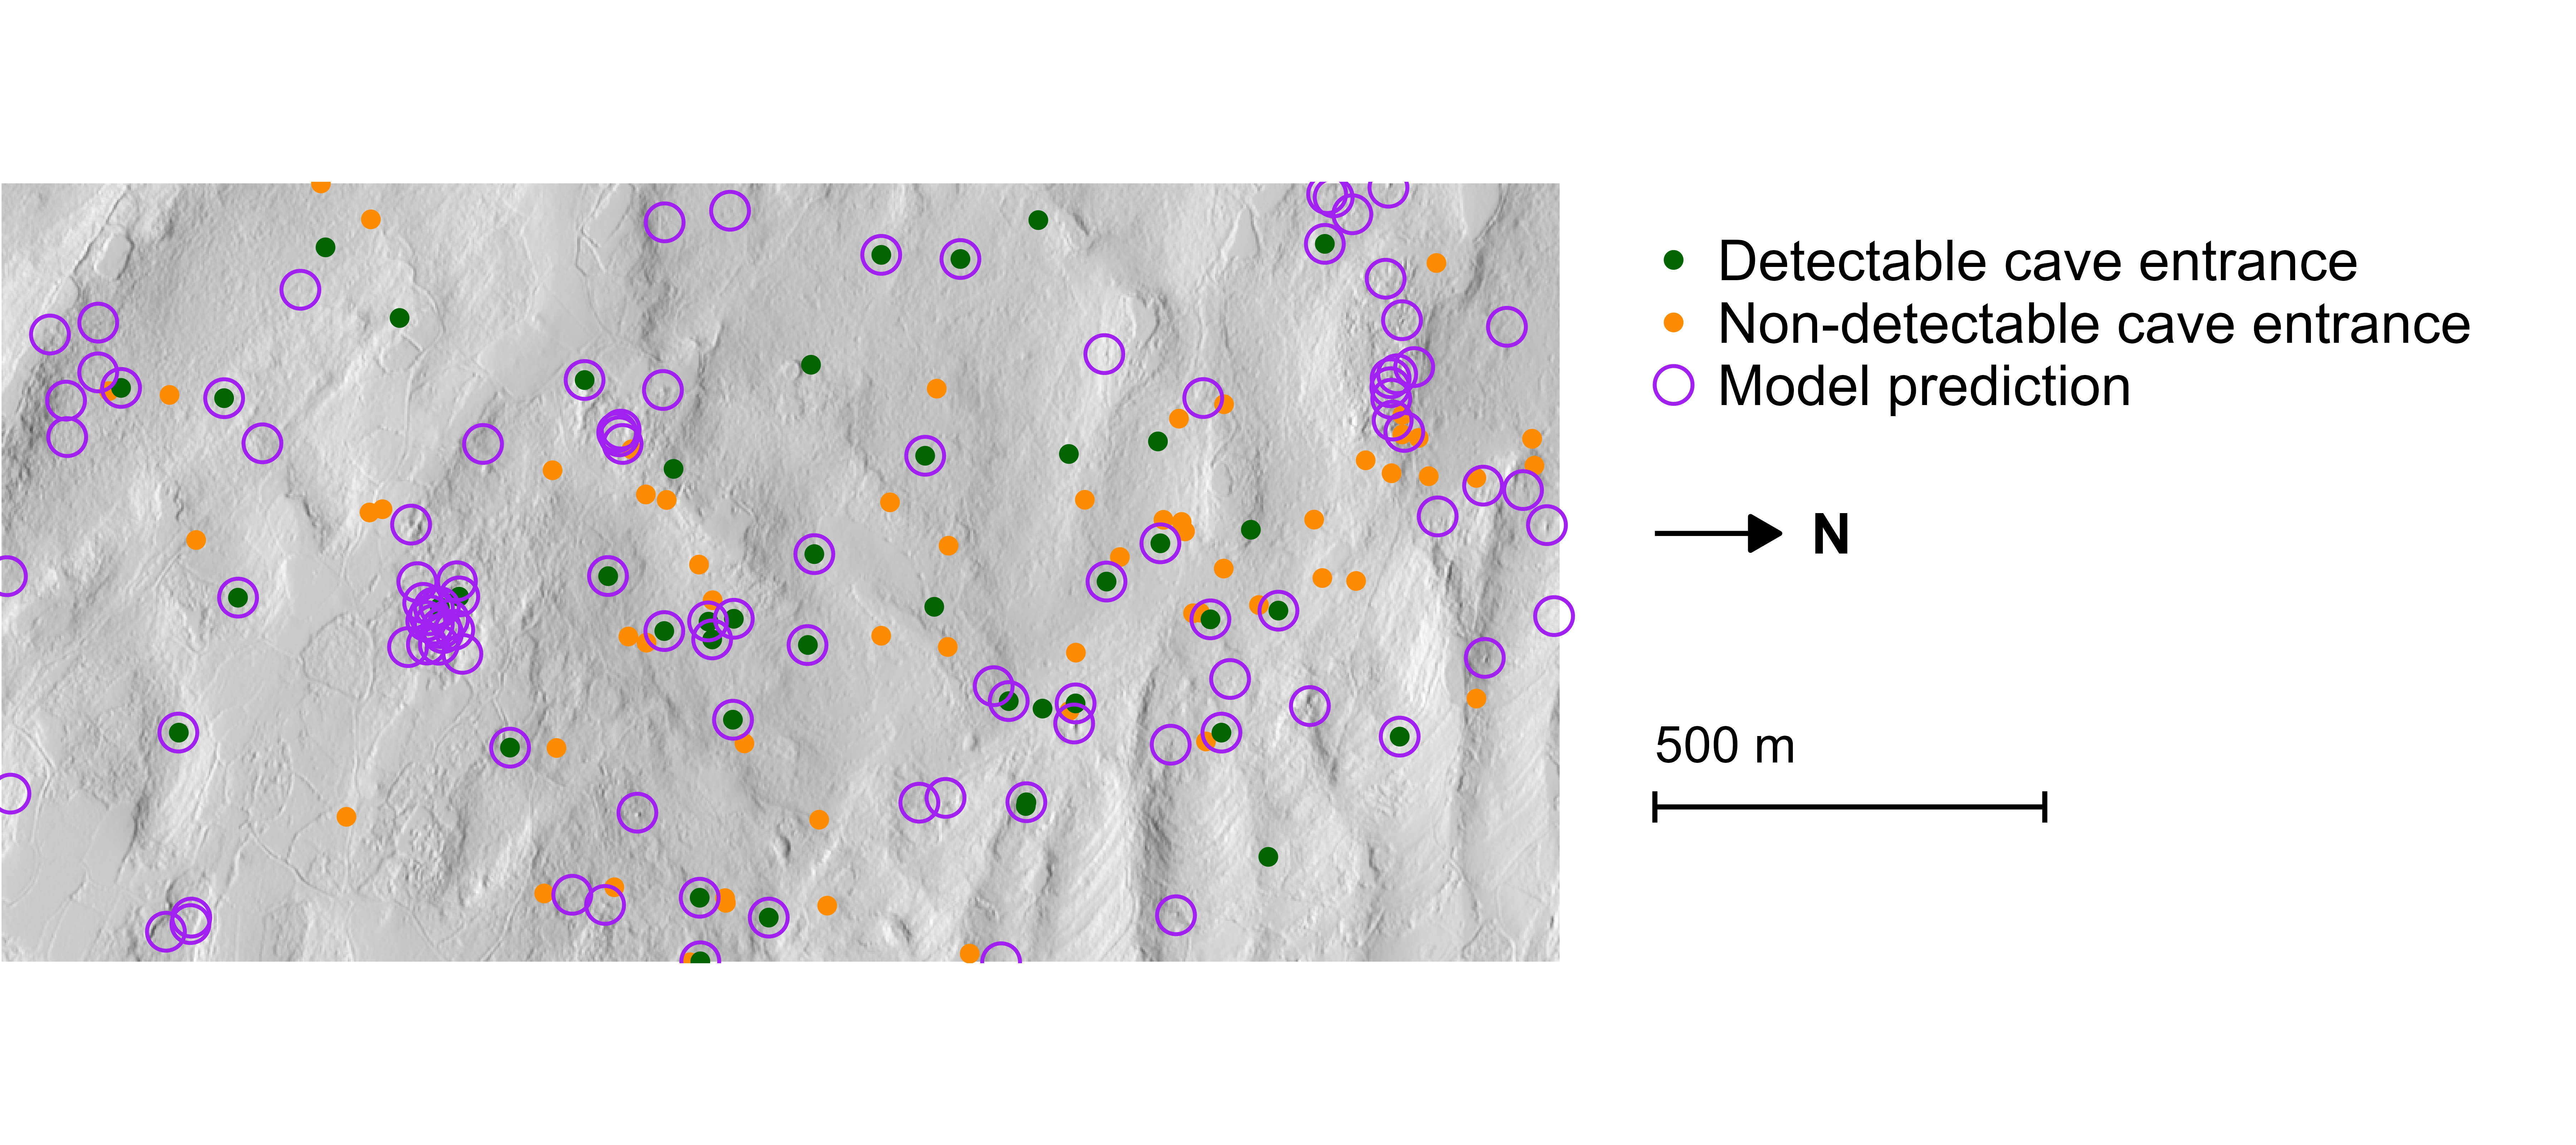 Detectable cave entrance
Non-detectable cave entrance
Model prediction
N
500 m